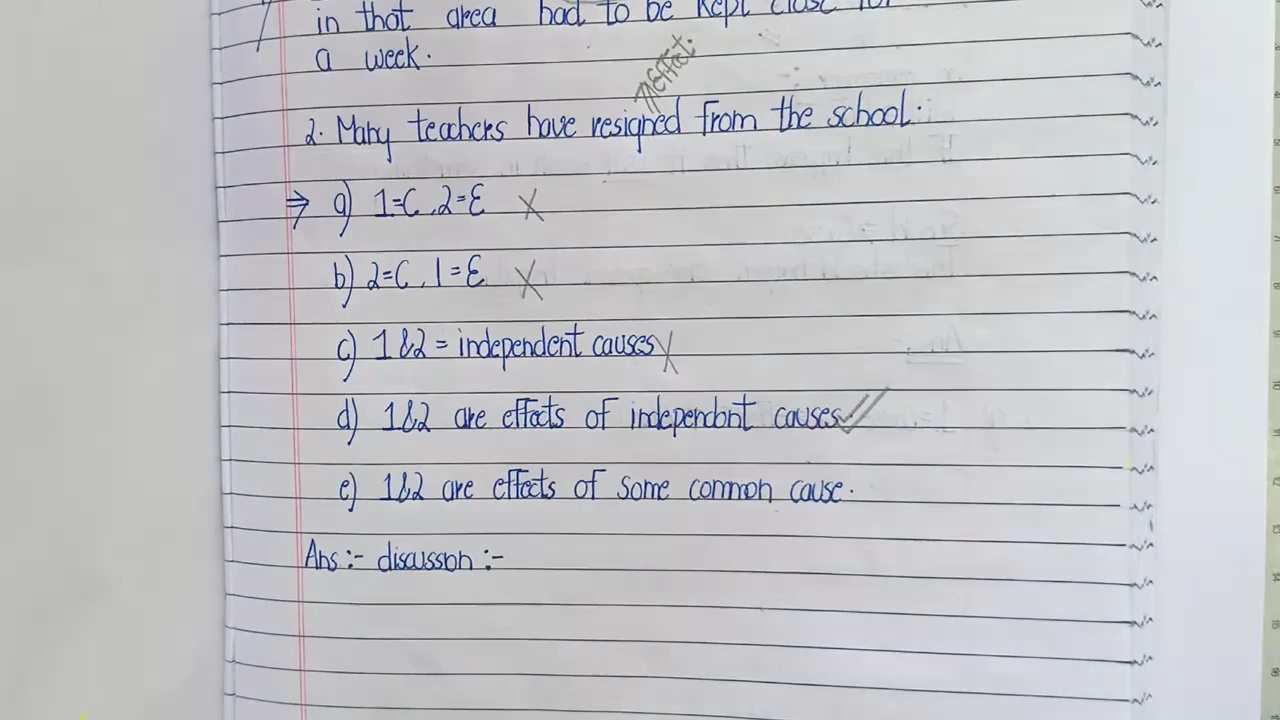 in that area had to be kept close for
a week.
Effect.
2. Many teachers have resigned from the school.
⇒ a) 1=C, 2=E X
b) 2=C, 1=E X
c) 1&2 = independent causes X
d) 1&2 are effects of independent causes ✓
e) 1&2 are effects of some common cause.
Ans :- discusson :-